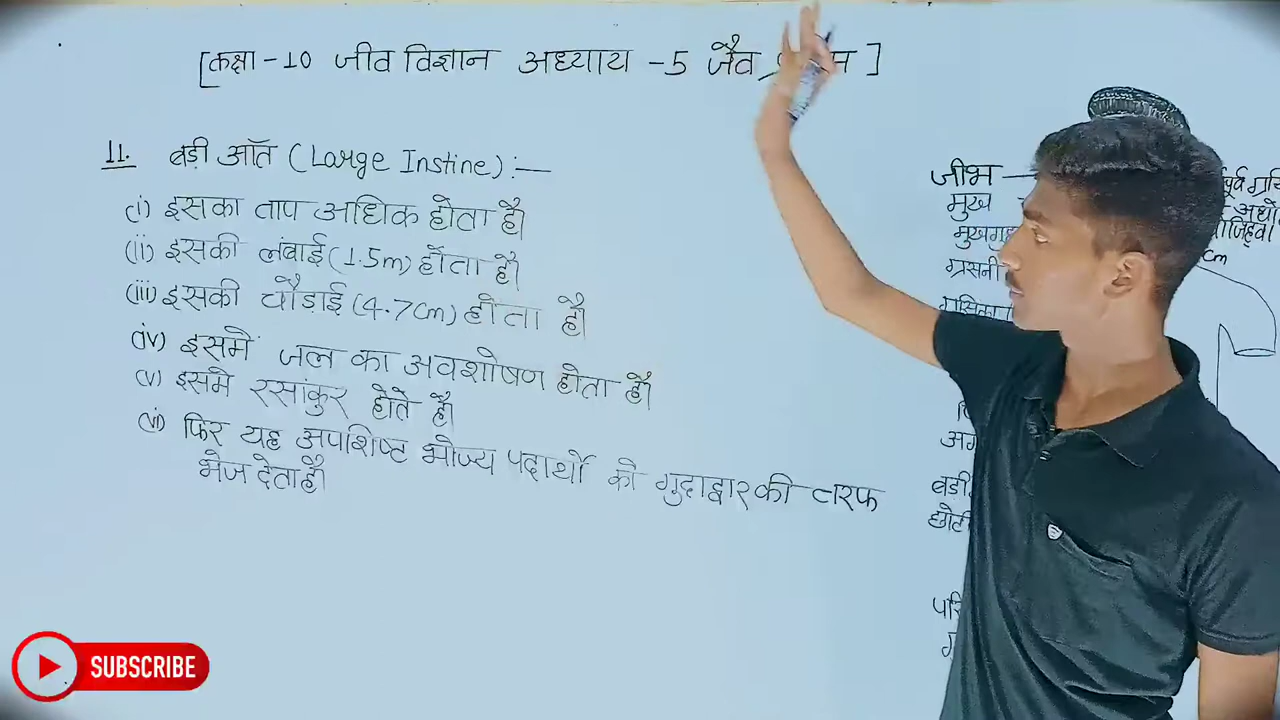 [कक्षा -10 जीव विज्ञान अध्याय -5 जैव
11. बड़ी आँत (Large Instine) :—
(i) इसका ताप अधिक होता है।
(ii) इसकी लंबाई (1.5m) होता है।
(iii) इसकी चौड़ाई (4.7cm) होता है।
(iv) इसमे जल का अवशोषण होता है।
(v) इसमे रसांकुर होते है।
(vi) फिर यह अपशिष्ट भोज्य पदार्थो को गुदाद्वार की तरफ
भेज देता है।
जीभ
मुख
ग्रसनी
cm
SUBSCRIBE